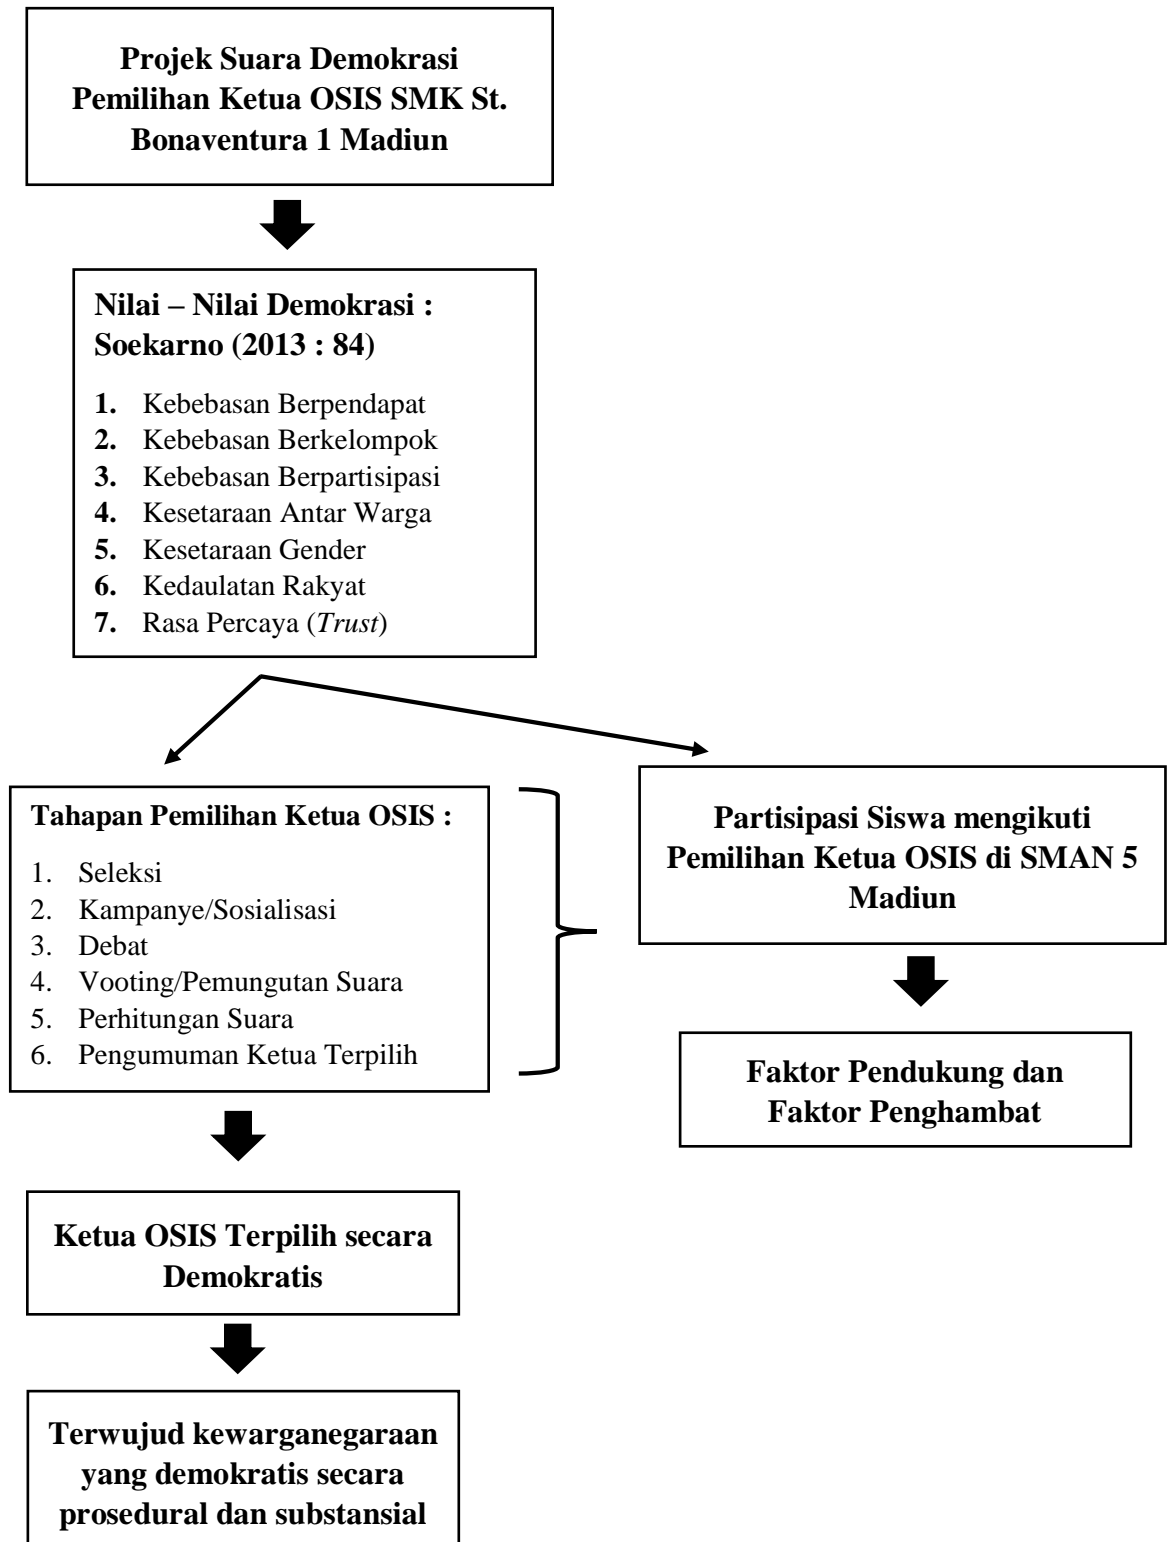 Projek Suara Demokrasi
Pemilihan Ketua OSIS SMK St.
Bonaventura 1 Madiun
Nilai – Nilai Demokrasi :
Soekarno (2013 : 84)
1. Kebebasan Berpendapat
2. Kebebasan Berkelompok
3. Kebebasan Berpartisipasi
4. Kesetaraan Antar Warga
5. Kesetaraan Gender
6. Kedaulatan Rakyat
7. Rasa Percaya (Trust)
Tahapan Pemilihan Ketua OSIS :
1. Seleksi
2. Kampanye/Sosialisasi
3. Debat
4. Vooting/Pemungutan Suara
5. Perhitungan Suara
6. Pengumuman Ketua Terpilih
Partisipasi Siswa mengikuti
Pemilihan Ketua OSIS di SMAN 5
Madiun
Faktor Pendukung dan
Faktor Penghambat
Ketua OSIS Terpilih secara
Demokratis
Terwujud kewarganegaraan
yang demokratis secara
prosedural dan substansial